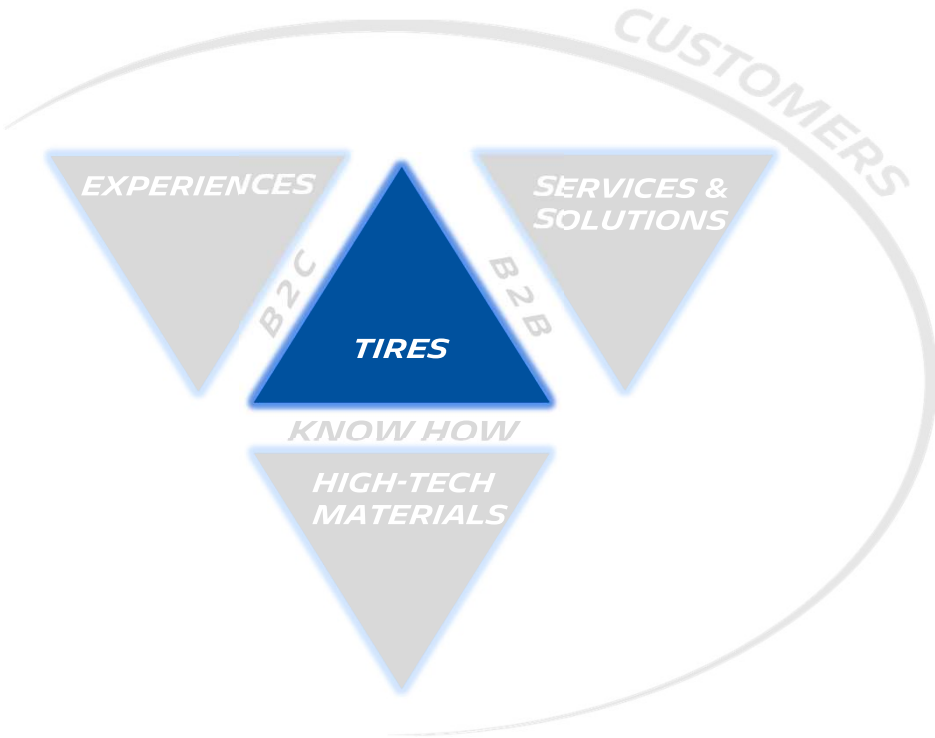 CUSTOMERS
EXPERIENCES
SERVICES &
SOLUTIONS
B2C
B2B
TIRES
KNOW HOW
HIGH-TECH
MATERIALS